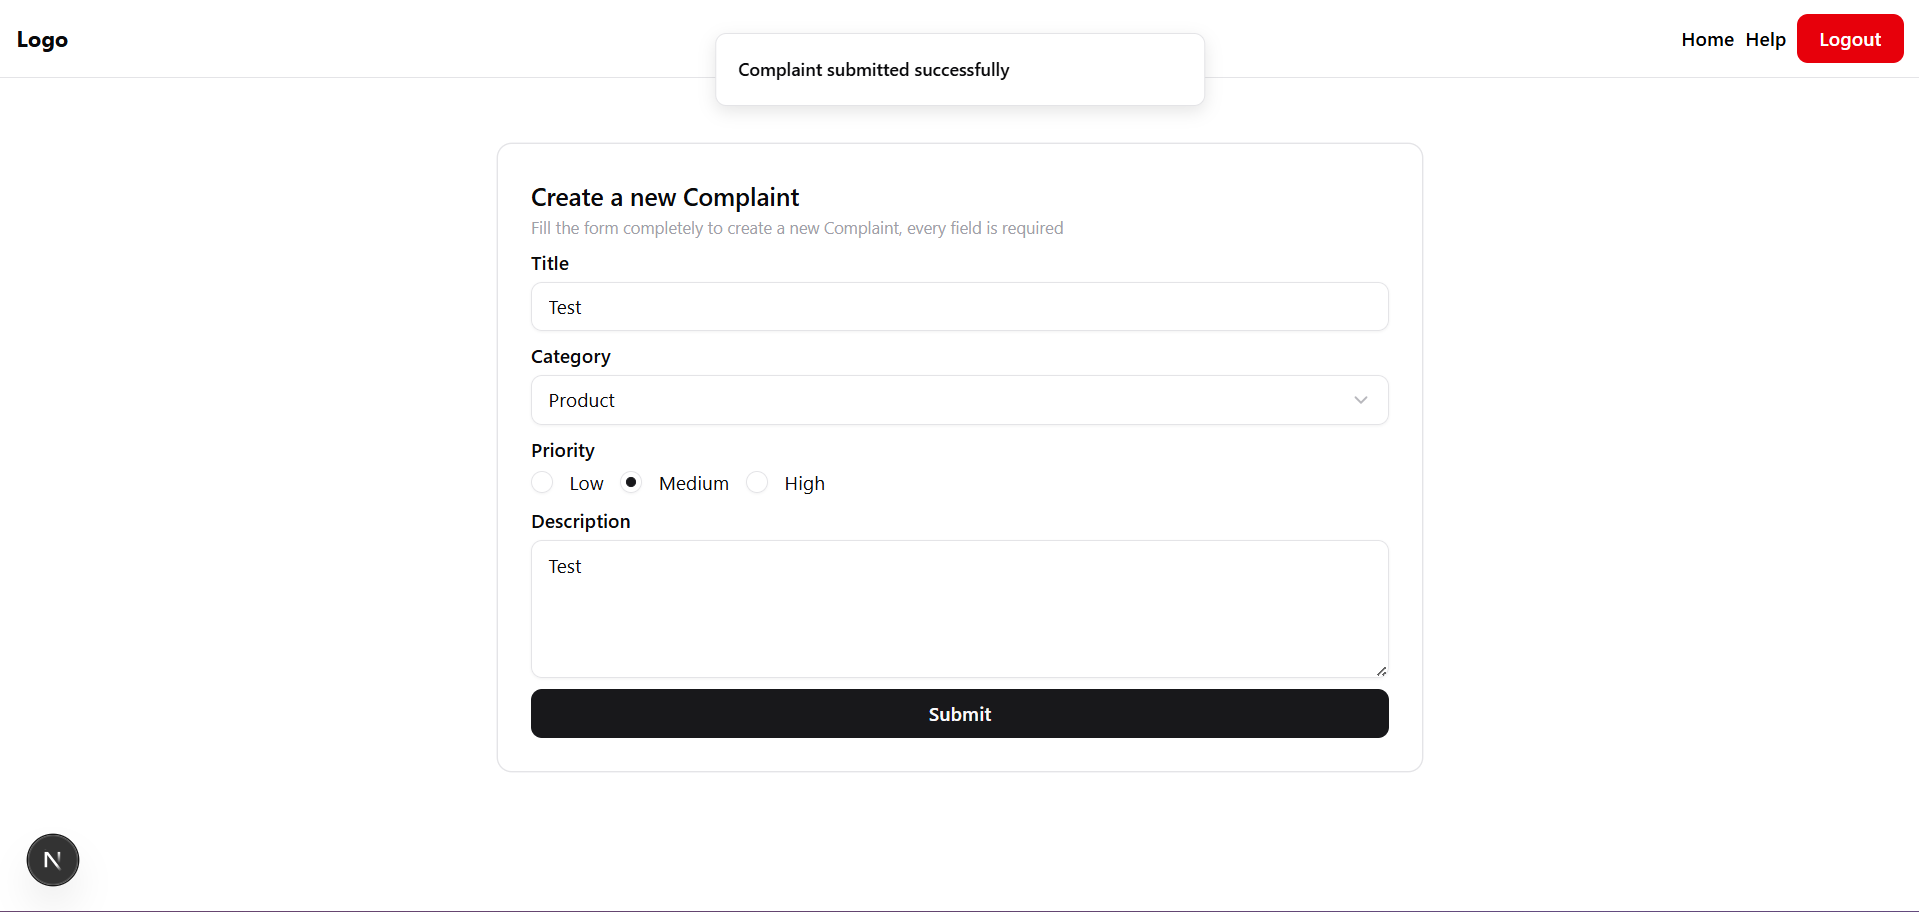 Logo
Home Help Logout
Complaint submitted successfully
Create a new Complaint
Fill the form completely to create a new Complaint, every field is required
Title
Test
Category
Product
Priority
Low Medium High
Description
Test
Submit
N